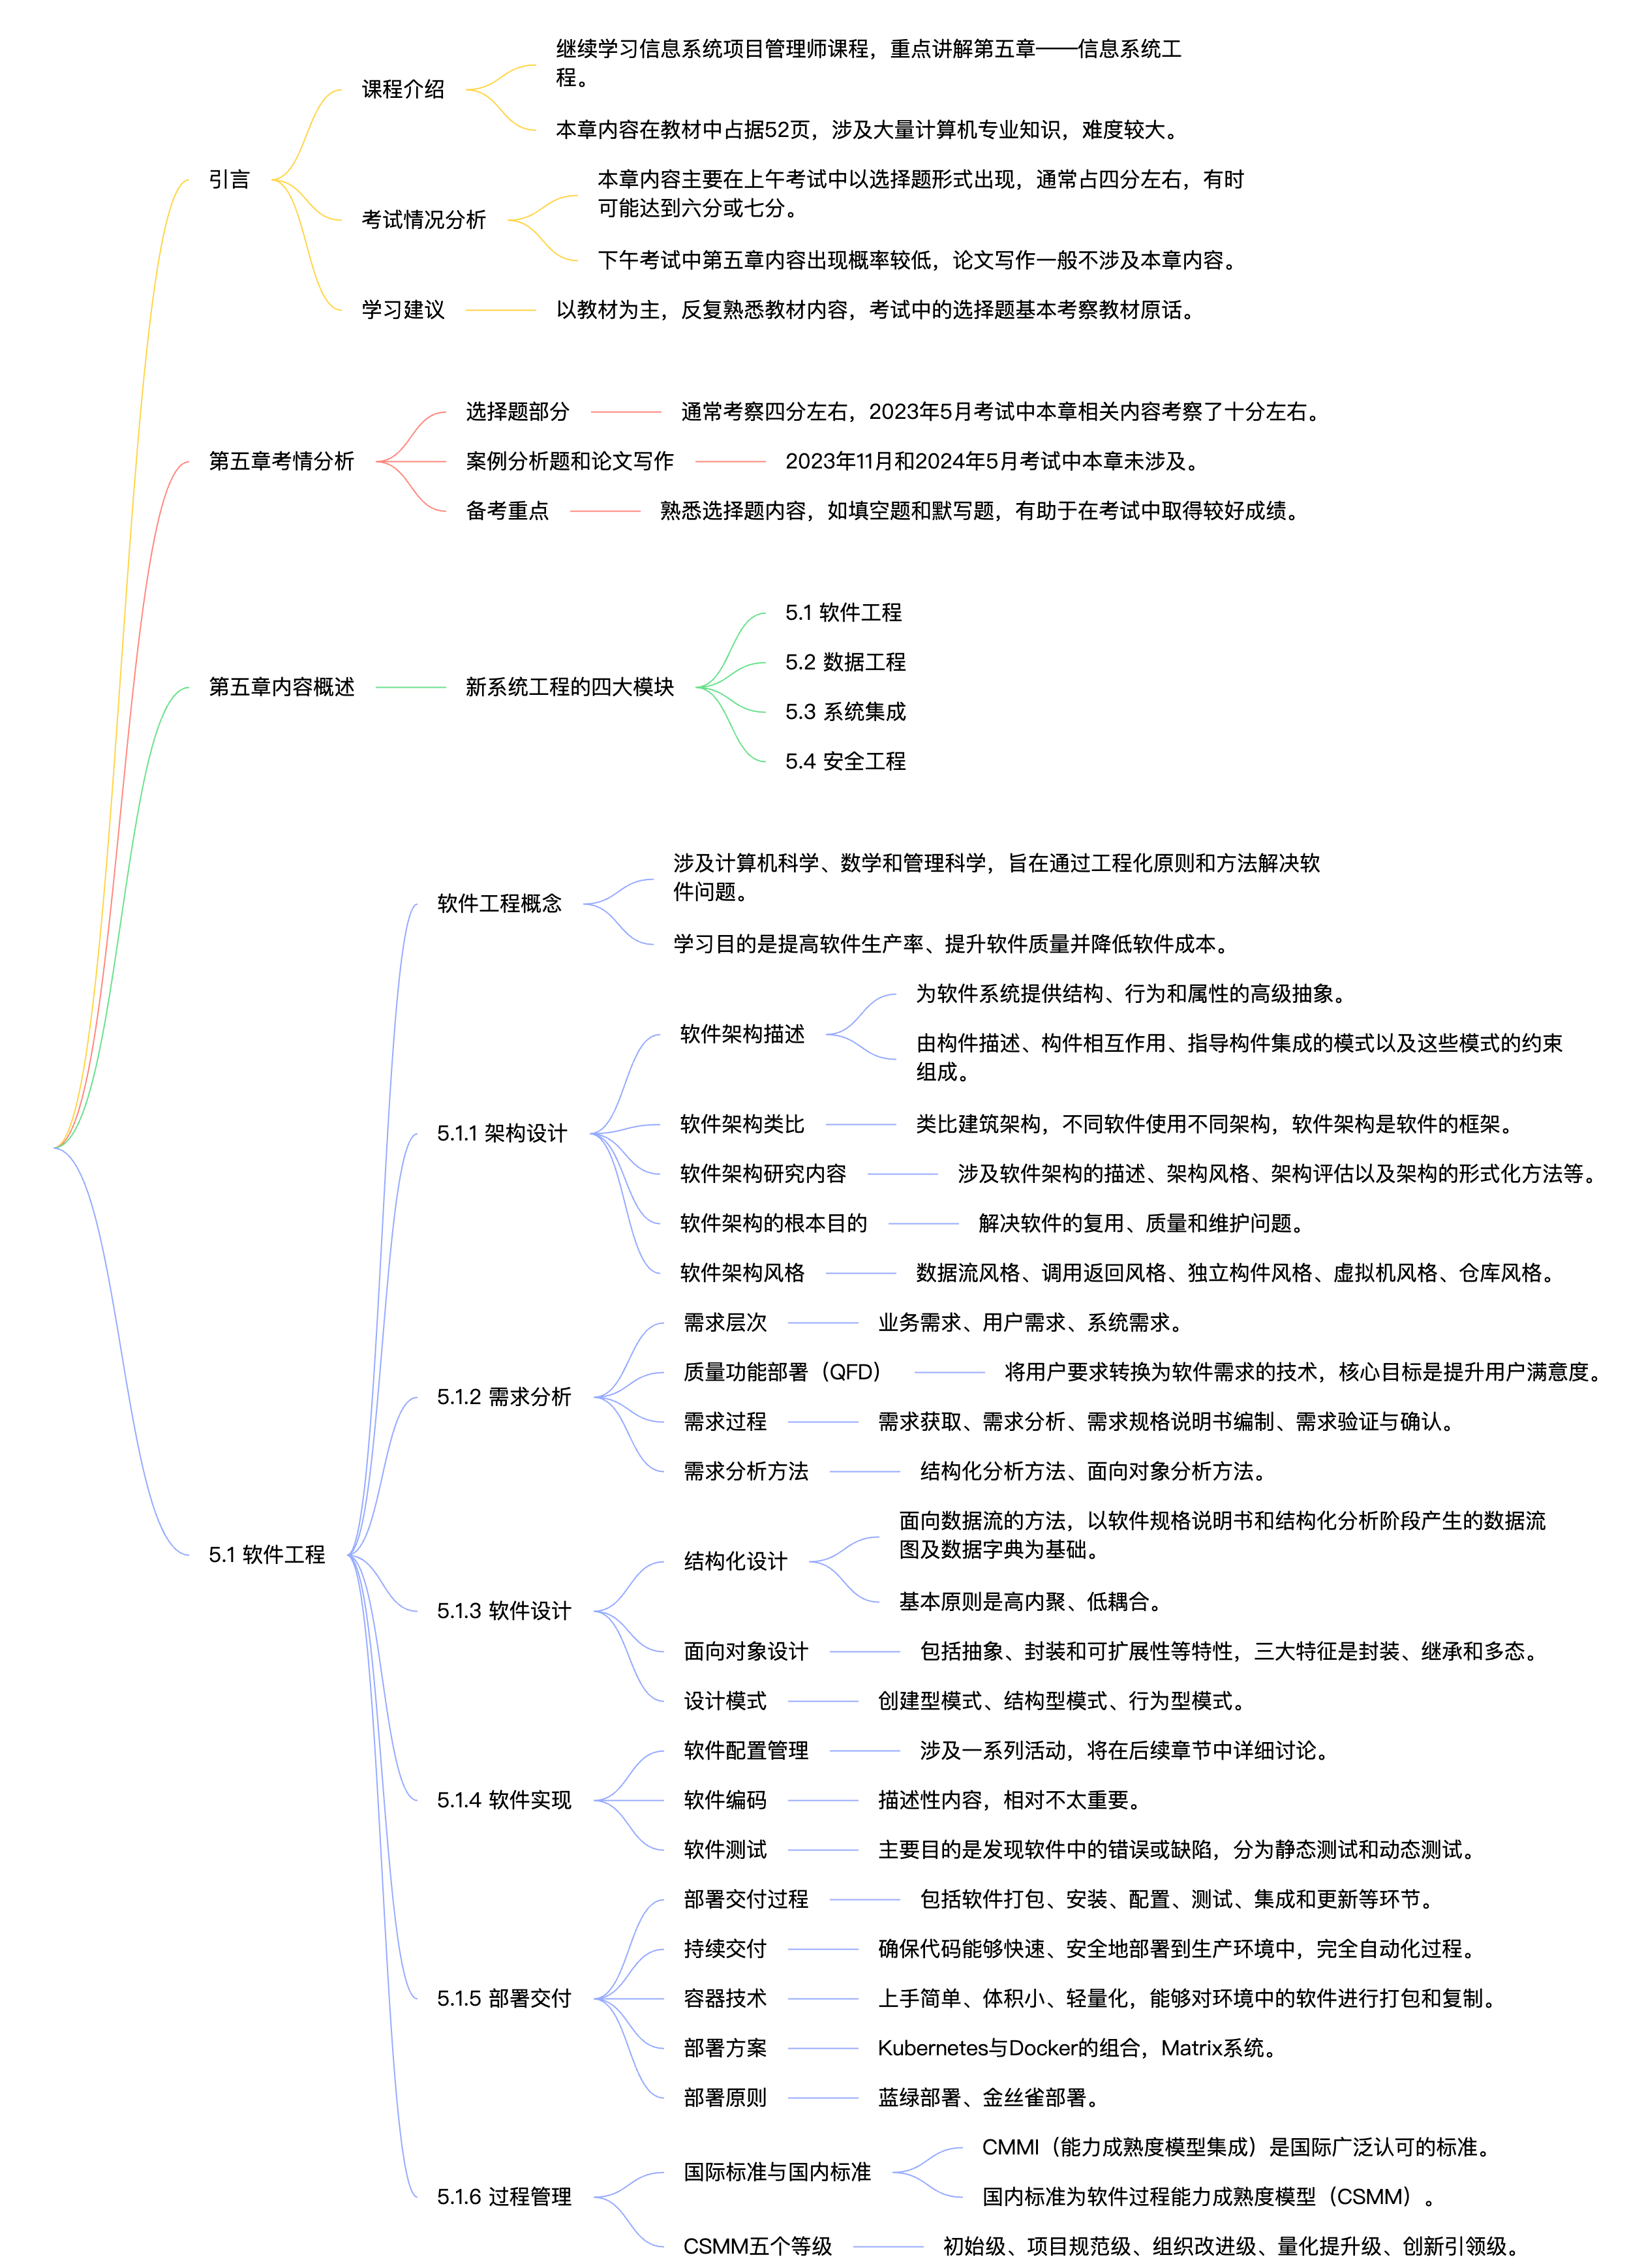 引言
课程介绍
继续学习信息系统项目管理师课程，重点讲解第五章——信息系统工
程。
本章内容在教材中占据52页，涉及大量计算机专业知识，难度较大。
考试情况分析
本章内容主要在上午考试中以选择题形式出现，通常占四分左右，有时
可能达到六分或七分。
下午考试中第五章内容出现概率较低，论文写作一般不涉及本章内容。
学习建议
以教材为主，反复熟悉教材内容，考试中的选择题基本考察教材原话。
第五章考情分析
选择题部分
通常考察四分左右，2023年5月考试中本章相关内容考察了十分左右。
案例分析题和论文写作
2023年11月和2024年5月考试中本章未涉及。
备考重点
熟悉选择题内容，如填空题和默写题，有助于在考试中取得较好成绩。
第五章内容概述
新系统工程的四大模块
5.1 软件工程
5.2 数据工程
5.3 系统集成
5.4 安全工程
5.1 软件工程
软件工程概念
涉及计算机科学、数学和管理科学，旨在通过工程化原则和方法解决软
件问题。
学习目的是提高软件生产率、提升软件质量并降低软件成本。
5.1.1 架构设计
软件架构描述
为软件系统提供结构、行为和属性的高级抽象。
由构件描述、构件相互作用、指导构件集成的模式以及这些模式的约束
组成。
软件架构类比
类比建筑架构，不同软件使用不同架构，软件架构是软件的框架。
软件架构研究内容
涉及软件架构的描述、架构风格、架构评估以及架构的形式化方法等。
软件架构的根本目的
解决软件的复用、质量和维护问题。
软件架构风格
数据流风格、调用返回风格、独立构件风格、虚拟机风格、仓库风格。
5.1.2 需求分析
需求层次
业务需求、用户需求、系统需求。
质量功能部署（QFD）
将用户要求转换为软件需求的技术，核心目标是提升用户满意度。
需求过程
需求获取、需求分析、需求规格说明书编制、需求验证与确认。
需求分析方法
结构化分析方法、面向对象分析方法。
5.1.3 软件设计
结构化设计
面向数据流的方法，以软件规格说明书和结构化分析阶段产生的数据流
图及数据字典为基础。
基本原则是高内聚、低耦合。
面向对象设计
包括抽象、封装和可扩展性等特性，三大特征是封装、继承和多态。
设计模式
创建型模式、结构型模式、行为型模式。
5.1.4 软件实现
软件配置管理
涉及一系列活动，将在后续章节中详细讨论。
软件编码
描述性内容，相对不太重要。
软件测试
主要目的是发现软件中的错误或缺陷，分为静态测试和动态测试。
5.1.5 部署交付
部署交付过程
包括软件打包、安装、配置、测试、集成和更新等环节。
持续交付
确保代码能够快速、安全地部署到生产环境中，完全自动化过程。
容器技术
上手简单、体积小、轻量化，能够对环境中的软件进行打包和复制。
部署方案
Kubernetes与Docker的组合，Matrix系统。
部署原则
蓝绿部署、金丝雀部署。
5.1.6 过程管理
国际标准与国内标准
CMMI（能力成熟度模型集成）是国际广泛认可的标准。
国内标准为软件过程能力成熟度模型（CSMM）。
CSMM五个等级
初始级、项目规范级、组织改进级、量化提升级、创新引领级。